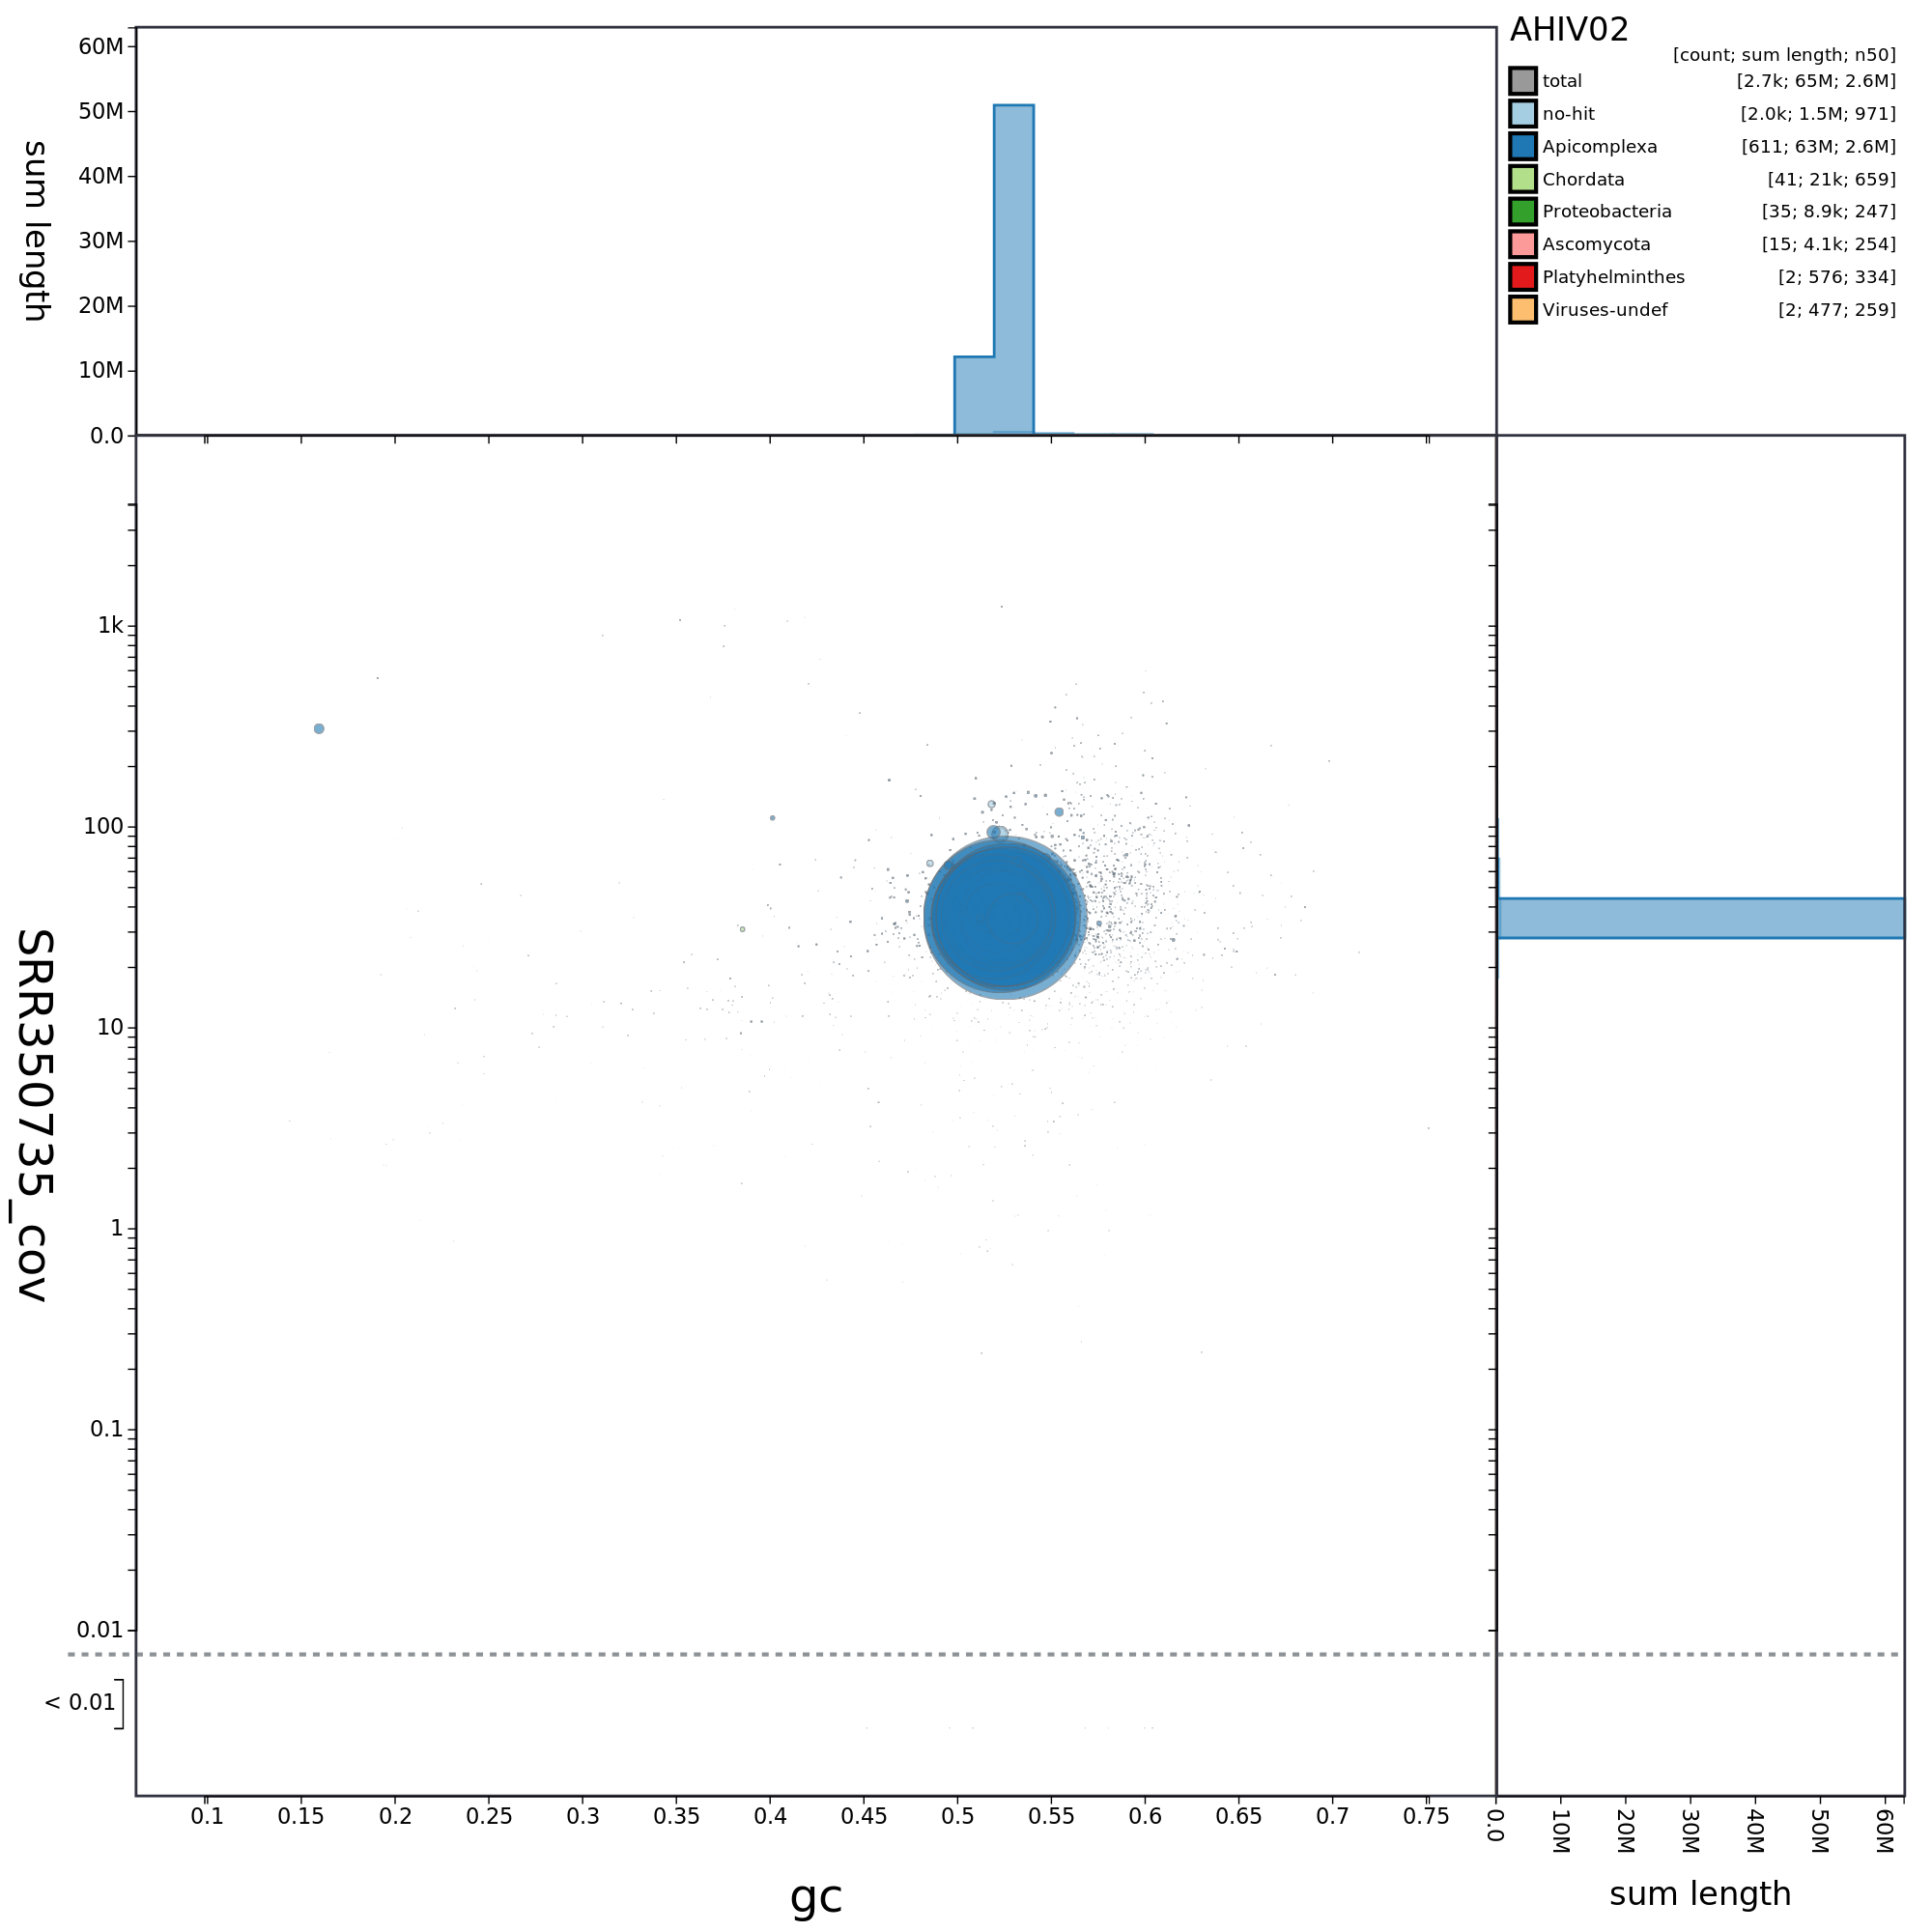 AHIV02
[count; sum length; n50]
total [2.7k; 65M; 2.6M]
no-hit [2.0k; 1.5M; 971]
Apicomplexa [611; 63M; 2.6M]
Chordata [41; 21k; 659]
Proteobacteria [35; 8.9k; 247]
Ascomycota [15; 4.1k; 254]
Platyhelminthes [2; 576; 334]
Viruses-undef [2; 477; 259]
sum length
60M
50M
40M
30M
20M
10M
0.0
SRR350735_cov
1k
100
10
1
0.1
0.01
< 0.01
0.1 0.15 0.2 0.25 0.3 0.35 0.4 0.45 0.5 0.55 0.6 0.65 0.7 0.75
gc
0.0 10M 20M 30M 40M 50M 60M
sum length